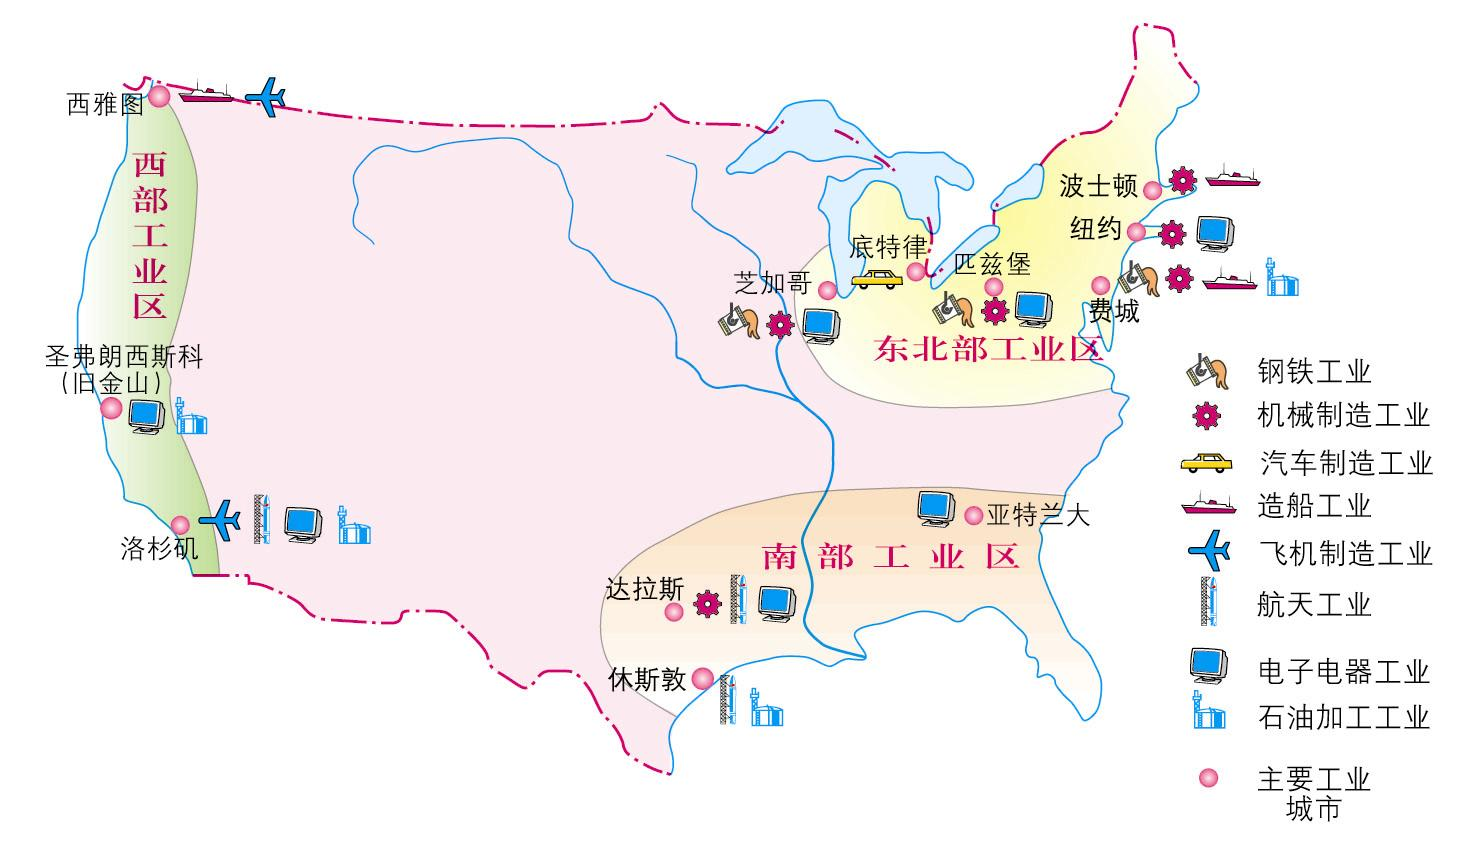 西雅图
西部工业区
圣弗朗西斯科
（旧金山）
洛杉矶
波士顿
纽约
底特律
匹兹堡
芝加哥
费城
东北部工业区
亚特兰大
南部工业区
达拉斯
休斯敦
钢铁工业
机械制造工业
汽车制造工业
造船工业
飞机制造工业
航天工业
电子电器工业
石油加工工业
主要工业
城市